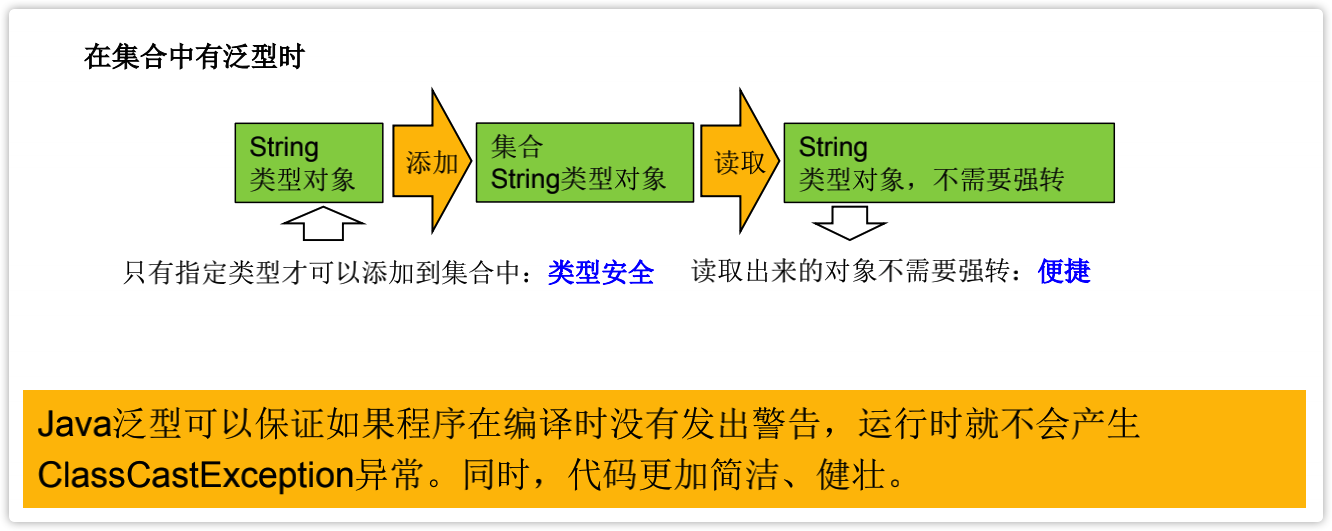 在集合中有泛型时
String
类型对象
添加
集合
String类型对象
读取
String
类型对象，不需要强转
只有指定类型才可以添加到集合中：类型安全
读取出来的对象不需要强转：便捷
Java泛型可以保证如果程序在编译时没有发出警告，运行时就不会产生
ClassCastException异常。同时，代码更加简洁、健壮。